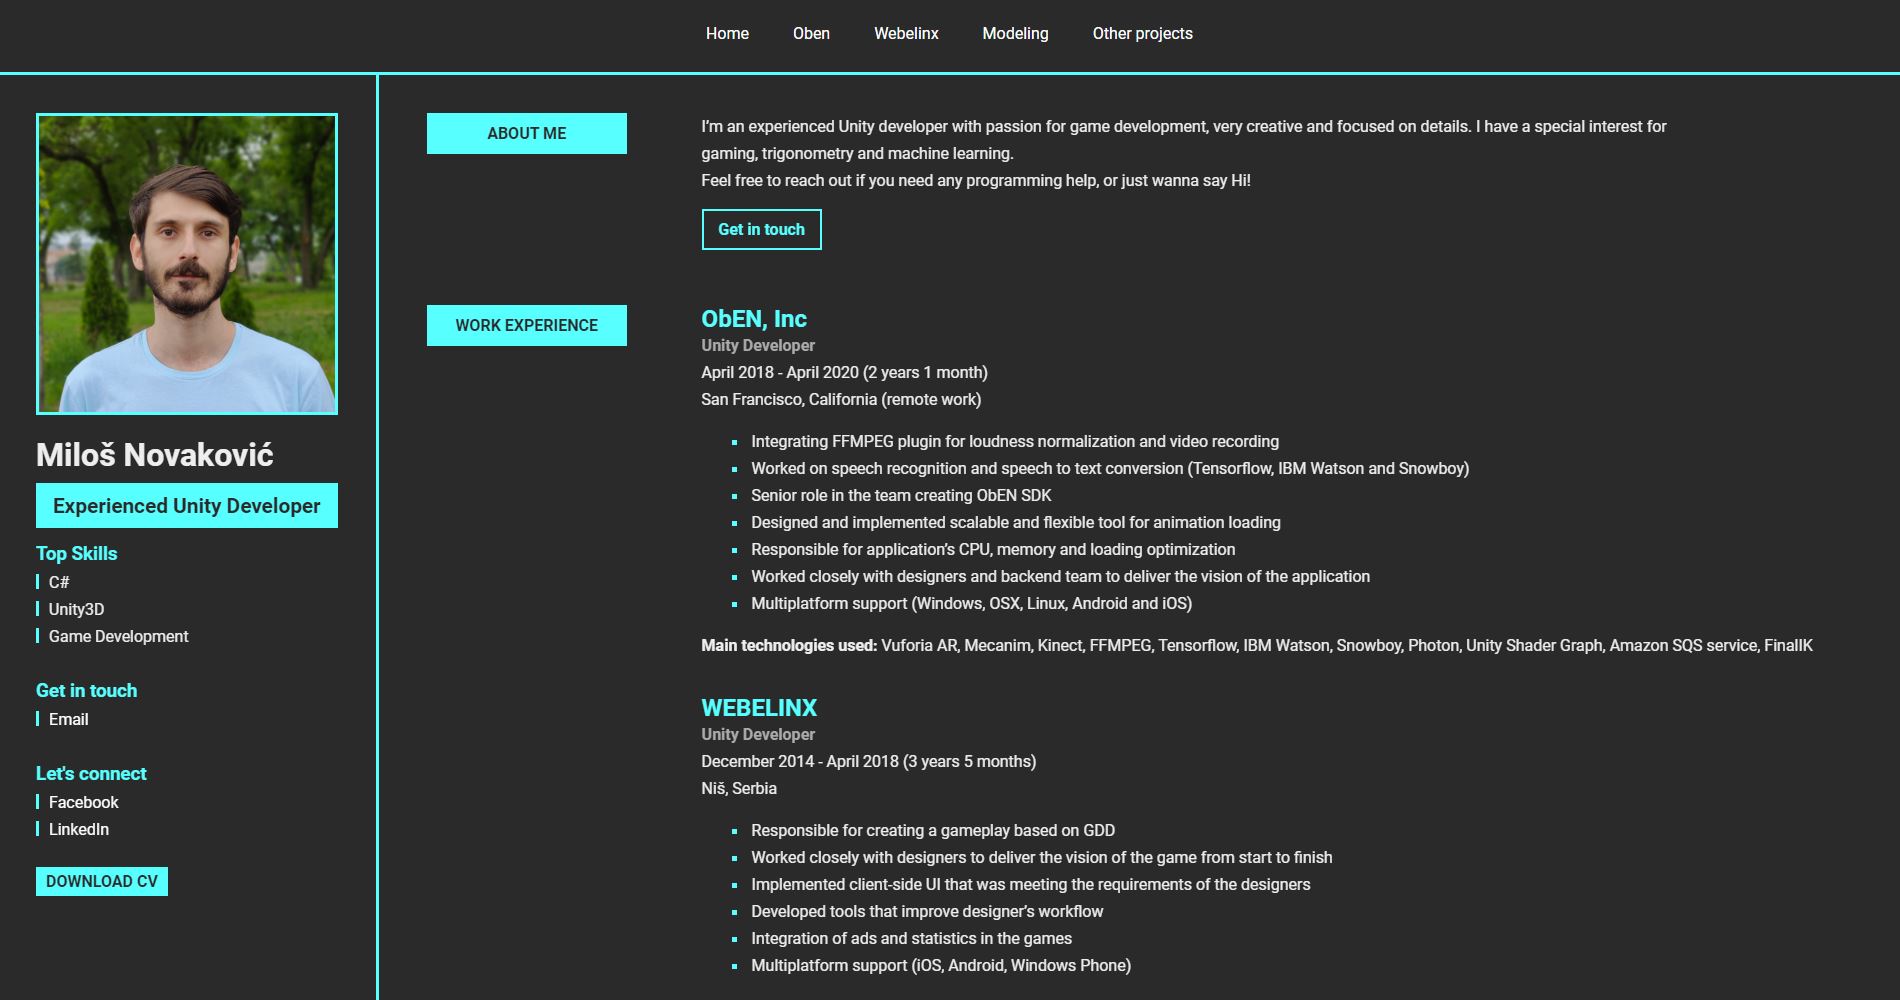 Home Oben Webelinx Modeling Other projects
Miloš Novaković
Experienced Unity Developer
Top Skills
C#
Unity3D
Game Development
Get in touch
Email
Let's connect
Facebook
LinkedIn
DOWNLOAD CV
ABOUT ME
I’m an experienced Unity developer with passion for game development, very creative and focused on details. I have a special interest for
gaming, trigonometry and machine learning.
Feel free to reach out if you need any programming help, or just wanna say Hi!
Get in touch
WORK EXPERIENCE
ObEN, Inc
Unity Developer
April 2018 - April 2020 (2 years 1 month)
San Francisco, California (remote work)
Integrating FFMPEG plugin for loudness normalization and video recording
Worked on speech recognition and speech to text conversion (Tensorflow, IBM Watson and Snowboy)
Senior role in the team creating ObEN SDK
Designed and implemented scalable and flexible tool for animation loading
Responsible for application’s CPU, memory and loading optimization
Worked closely with designers and backend team to deliver the vision of the application
Multiplatform support (Windows, OSX, Linux, Android and iOS)
Main technologies used: Vuforia AR, Mecanim, Kinect, FFMPEG, Tensorflow, IBM Watson, Snowboy, Photon, Unity Shader Graph, Amazon SQS service, FinalIK
WEBELINX
Unity Developer
December 2014 - April 2018 (3 years 5 months)
Niš, Serbia
Responsible for creating a gameplay based on GDD
Worked closely with designers to deliver the vision of the game from start to finish
Implemented client-side UI that was meeting the requirements of the designers
Developed tools that improve designer’s workflow
Integration of ads and statistics in the games
Multiplatform support (iOS, Android, Windows Phone)